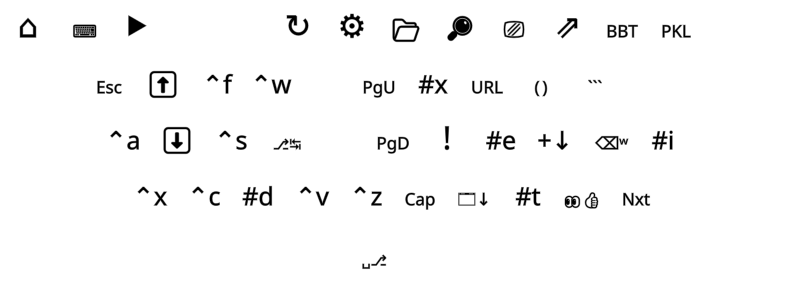 ⌂ ⌨ ▶ ↻ ⚙ 🗁 🔎 ⎚ ⇗ BBT PKL
Esc ⬆ ^f ^w PgU #x URL () ```
^a ⬇ ^s ⎇↹ PgD ! #e +↓ ⌫w #i
^x ^c #d ^v ^z Cap 🗔↓ #t 👀👍 Nxt
␣⎇